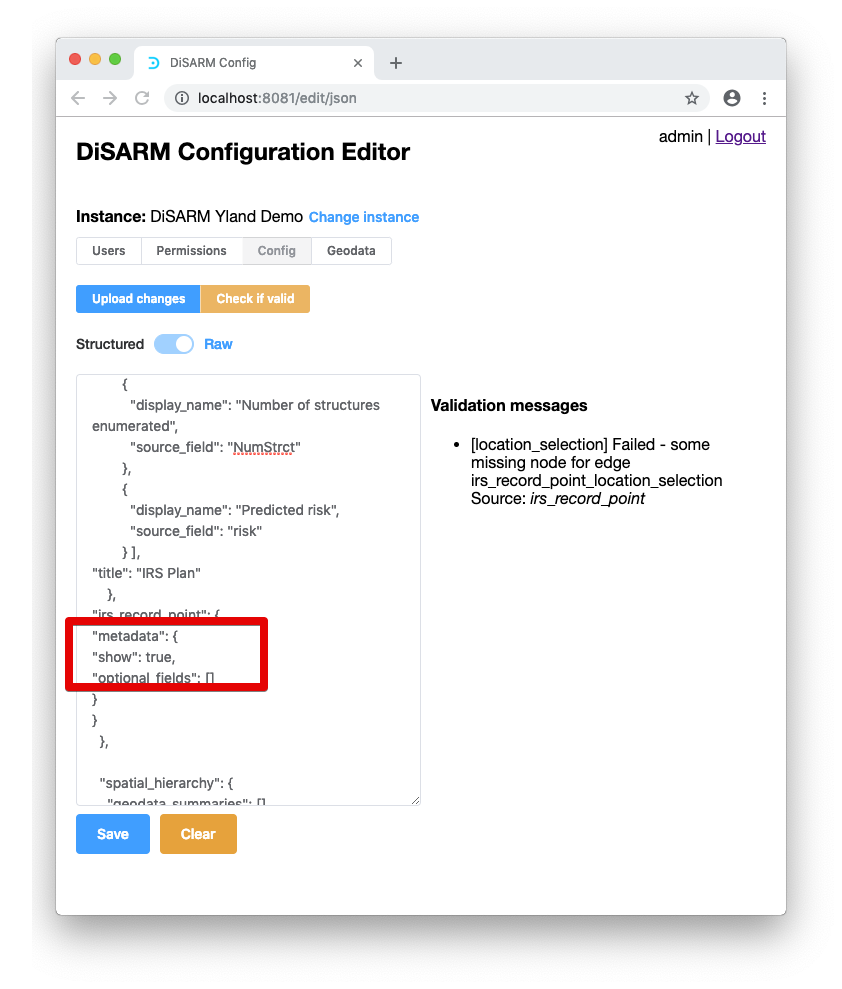 DiSARM Config
localhost:8081/edit/json
admin | Logout
DiSARM Configuration Editor
Instance: DiSARM Yland Demo Change instance
Users Permissions Config Geodata
Upload changes Check if valid
Structured Raw
{
"display_name": "Number of structures
enumerated",
"source_field": "NumStrct"
},
{
"display_name": "Predicted risk",
"source_field": "risk"
} ],
"title": "IRS Plan"
},
"irs_record_point": {
"metadata": {
"show": true,
"optional_fields": []
}
}
},
"spatial_hierarchy": {
"geodata_summaries": [],
Validation messages
• [location_selection] Failed - some
missing node for edge
irs_record_point_location_selection
Source: irs_record_point
Save Clear